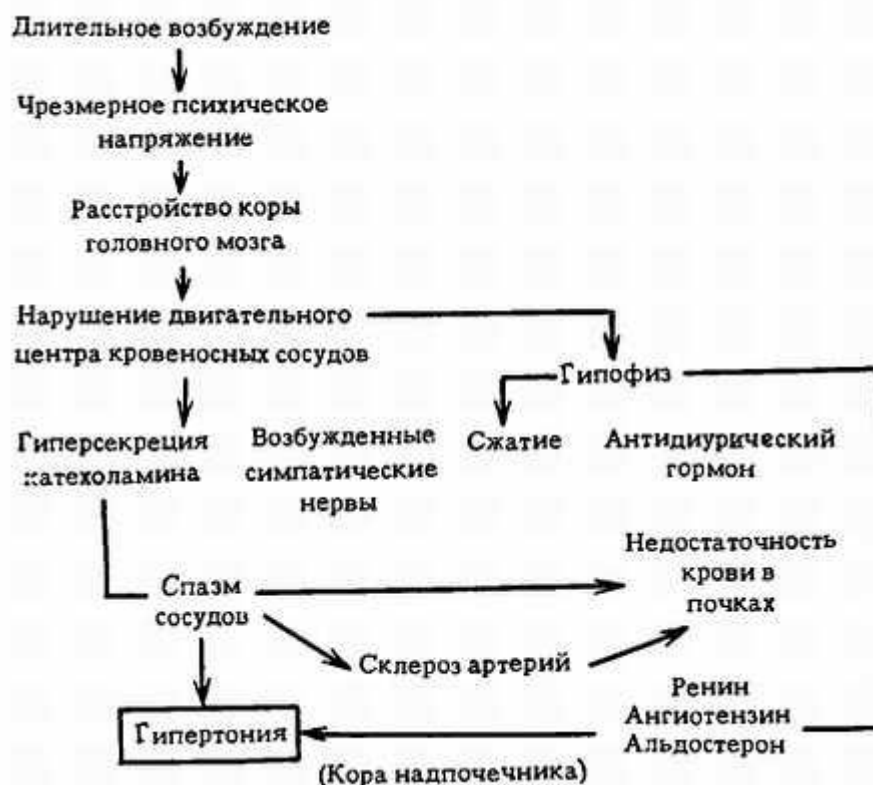 Длительное возбуждение
Чрезмерное психическое
напряжение
Расстройство коры
головного мозга
Нарушение двигательного
центра кровеносных сосудов
Гипофиз
Гиперсекреция
катехоламина
Возбужденные
симпатические
нервы
Сжатие
Антидиурический
гормон
Недостаточность
крови в
почках
Спазм
сосудов
Склероз артерий
Ренин
Ангиотензин
Альдостерон
Гипертония
(Кора надпочечника)